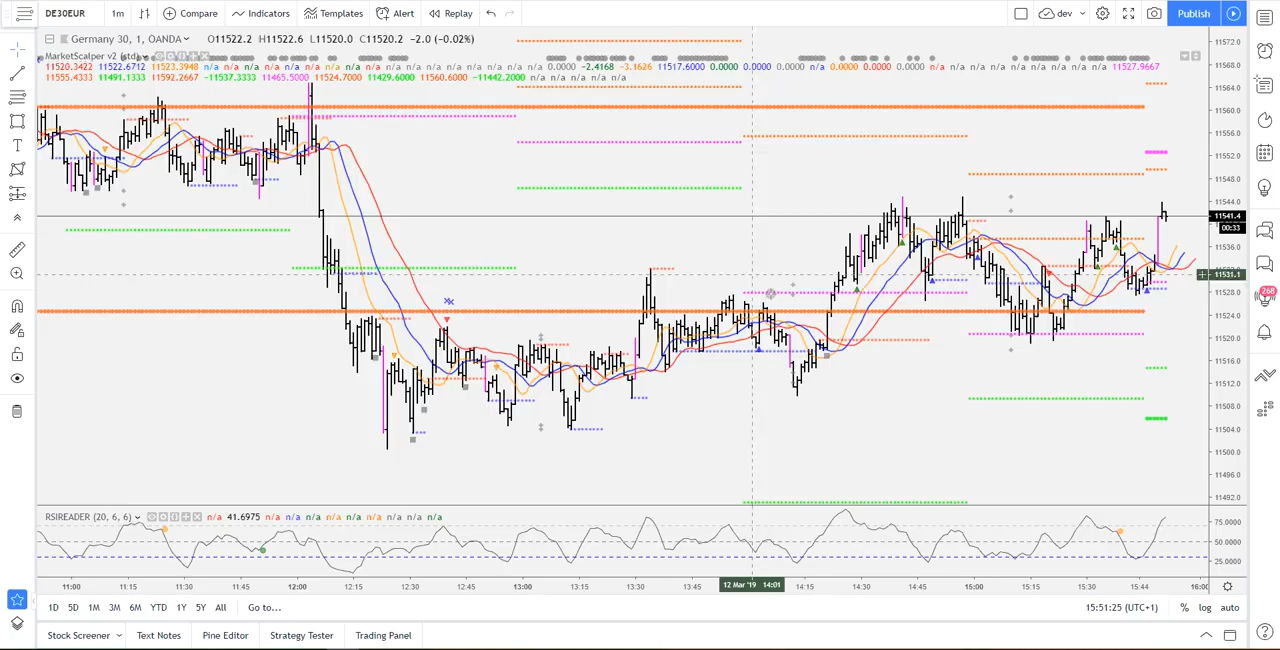 DE30EUR 1m Compare Indicators Templates Alert Replay dev Publish
Germany 30, 1, OANDA O11522.2 H11522.6 L11520.0 C11520.2 −2.0 (−0.02%)
MarketScalper v2 (std)
11520.3422 11522.6712 11523.3948 n/a n/a n/a n/a n/a n/a n/a n/a n/a n/a n/a n/a n/a n/a 0.0000 −2.4168 −3.1626 11517.6000 0.0000 0.0000 0.0000 n/a 0.0000 0.0000 0.0000 n/a n/a n/a n/a n/a n/a n/a n/a n/a 11527.9667
11555.4333 11491.1333 11592.2667 −11537.3333 11465.5000 11524.7000 11429.6000 11560.6000 −11442.2000 n/a n/a n/a n/a n/a n/a
11572.0
11568.0
11564.0
11560.0
11556.0
11552.0
11548.0
11544.0
11541.4
00:33
11536.0
11531.1
11528.0
11524.0
11520.0
11516.0
11512.0
11508.0
11504.0
11500.0
11496.0
11492.0
268
RSIREADER (20, 6, 6) n/a 41.6975 n/a n/a n/a n/a n/a n/a n/a n/a n/a
75.0000
50.0000
25.0000
11:00 11:15 11:30 11:45 12:00 12:15 12:30 12:45 13:00 13:15 13:30 13:45 12 Mar '19 14:01 14:15 14:30 14:45 15:00 15:15 15:30 15:44 16:00
1D 5D 1M 3M 6M YTD 1Y 5Y All Go to... 15:51:25 (UTC+1) % log auto
Stock Screener Text Notes Pine Editor Strategy Tester Trading Panel